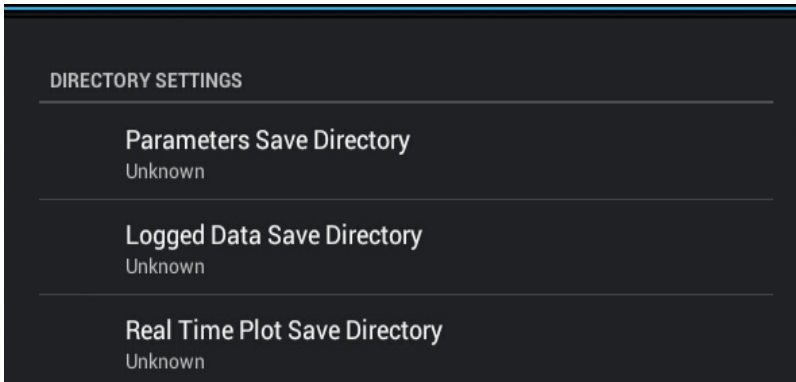 DIRECTORY SETTINGS
Parameters Save Directory
Unknown
Logged Data Save Directory
Unknown
Real Time Plot Save Directory
Unknown